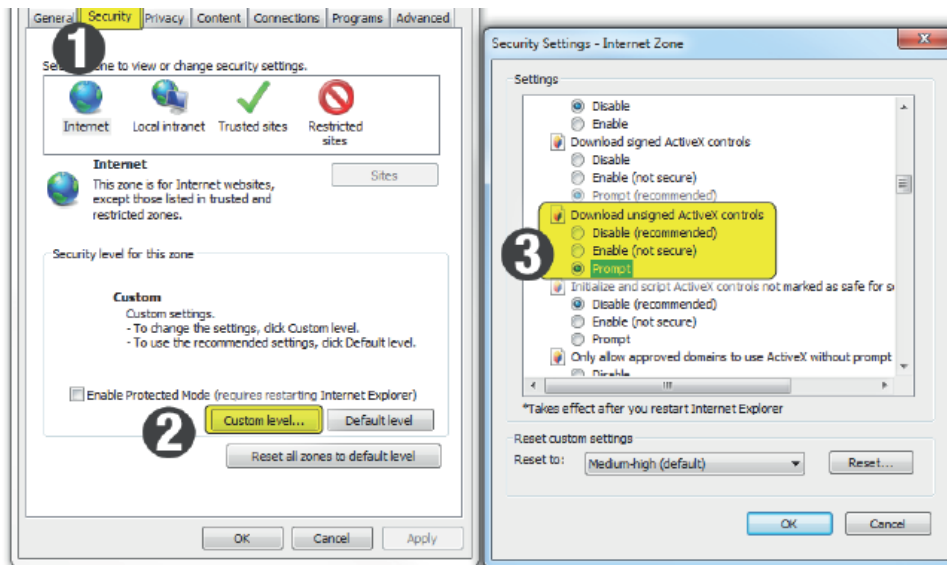 General Security Privacy Content Connections Programs Advanced
1
Se ne to view or change security settings.
Internet Local intranet Trusted sites Restricted
sites
Internet
Sites
This zone is for Internet websites,
except those listed in trusted and
restricted zones.
Security level for this zone
Custom
Custom settings.
- To change the settings, click Custom level.
- To use the recommended settings, click Default level.
Enable Protected Mode (requires restarting Internet Explorer)
2
Custom level... Default level
Reset all zones to default level
OK Cancel Apply
Security Settings - Internet Zone
x
Settings
Disable
Enable
Download signed ActiveX controls
Disable
Enable (not secure)
Prompt (recommended)
Download unsigned ActiveX controls
Disable (recommended)
3
Enable (not secure)
Prompt
Initialize and script ActiveX controls not marked as safe for s
Disable (recommended)
Enable (not secure)
Prompt
Only allow approved domains to use ActiveX without prompt
Disable
*Takes effect after you restart Internet Explorer
Reset custom settings
Reset to: Medium-high (default) Reset...
OK Cancel